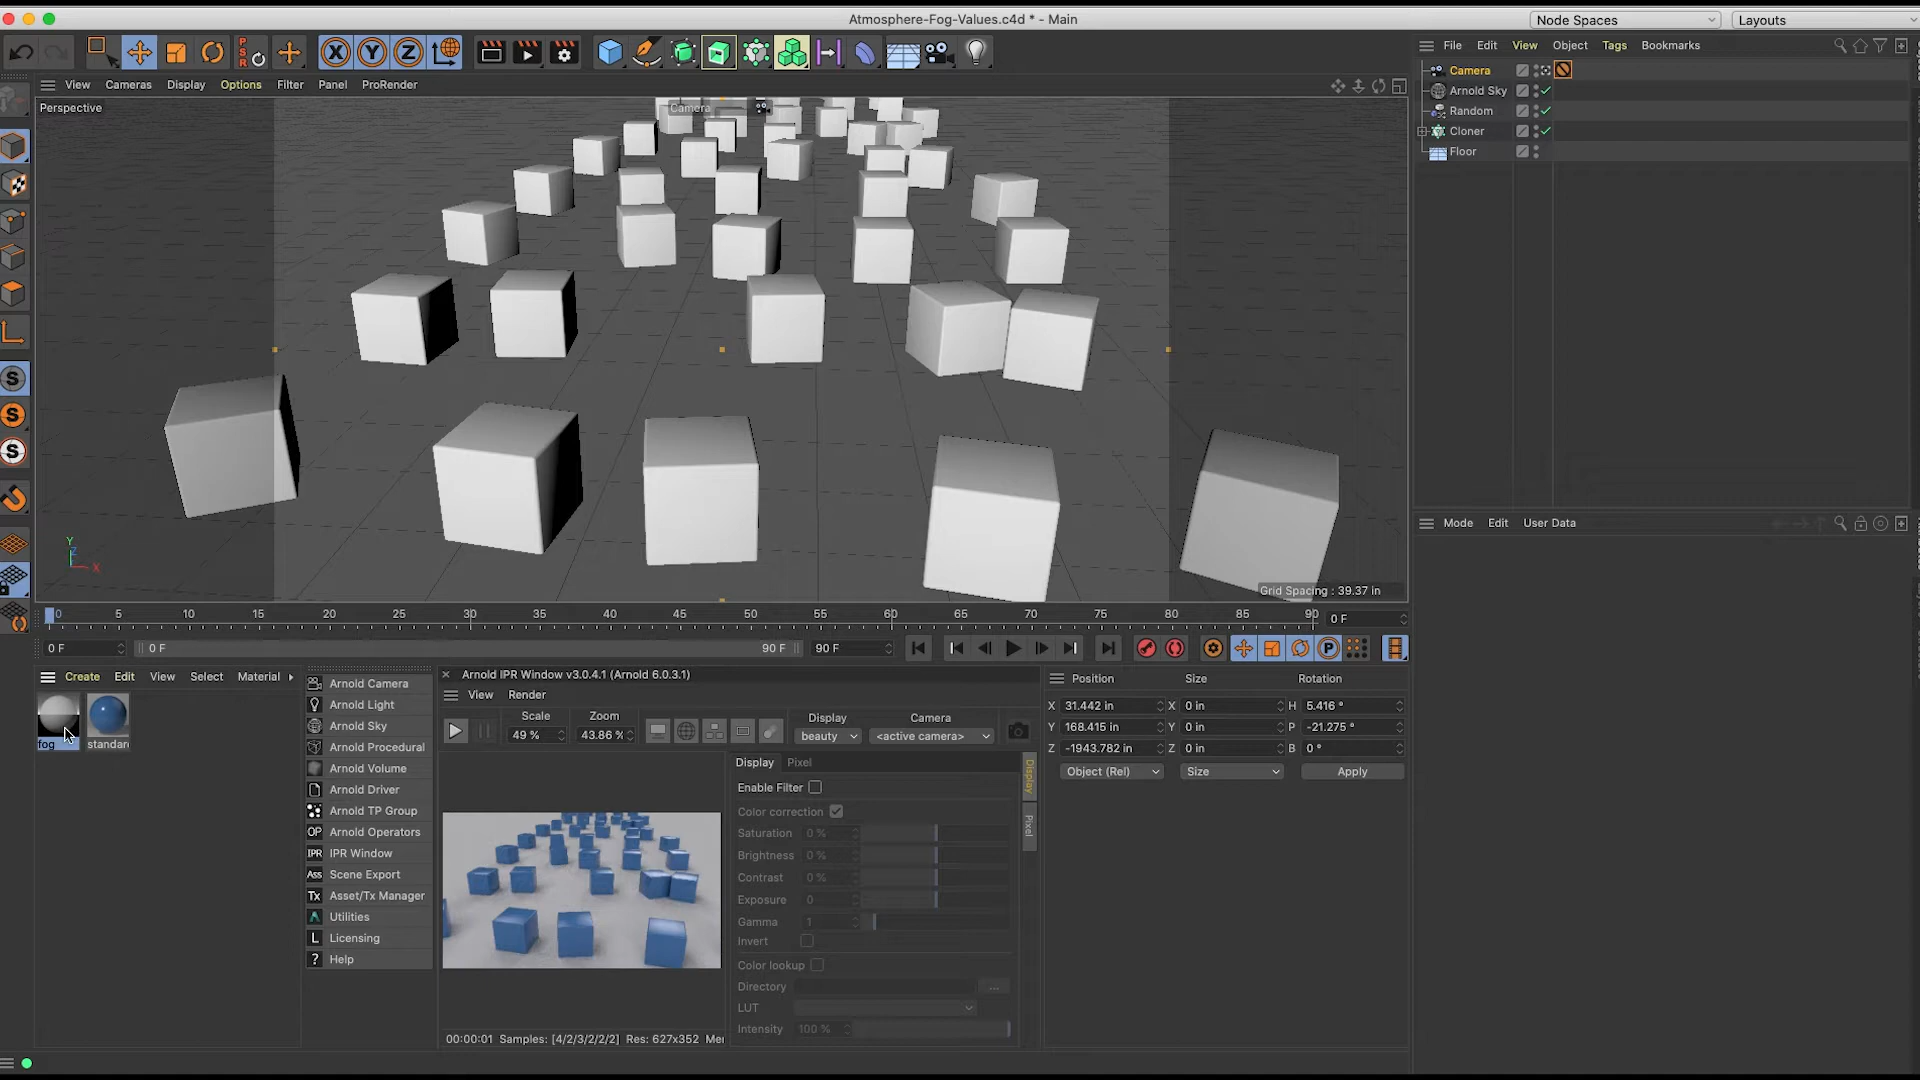 Atmosphere-Fog-Values.c4d * - Main
Node Spaces
Layouts
PSR
X Y Z
File Edit View Object Tags Bookmarks
View Cameras Display Options Filter Panel ProRender
Perspective
Camera
Camera
Arnold Sky
Random
Cloner
Floor
S
S
S
Mode Edit User Data
Y
Z
X
Grid Spacing : 39.37 in
0 5 10 15 20 25 30 35 40 45 50 55 60 65 70 75 80 85 90
0 F
0 F
0 F
90 F
90 F
P
Create Edit View Select Material
fog
standard
Arnold Camera
Arnold Light
Arnold Sky
Arnold Procedural
Arnold Volume
Arnold Driver
Arnold TP Group
OP Arnold Operators
IPR IPR Window
Ass Scene Export
Tx Asset/Tx Manager
Utilities
L Licensing
? Help
Arnold IPR Window v3.0.4.1 (Arnold 6.0.3.1)
View Render
Scale Zoom Display Camera
49 % 43.86 % beauty <active camera>
Display Pixel
Enable Filter
Color correction
Saturation 0 %
Brightness 0 %
Contrast 0 %
Exposure 0
Gamma 1
Invert
Color lookup
Directory ...
LUT
Intensity 100 %
Display
Pixel
00:00:01 Samples: [4/2/3/2/2/2] Res: 627x352 Mer
Position Size Rotation
X 31.442 in X 0 in H 5.416 °
Y 168.415 in Y 0 in P -21.275 °
Z -1943.782 in Z 0 in B 0 °
Object (Rel) Size Apply